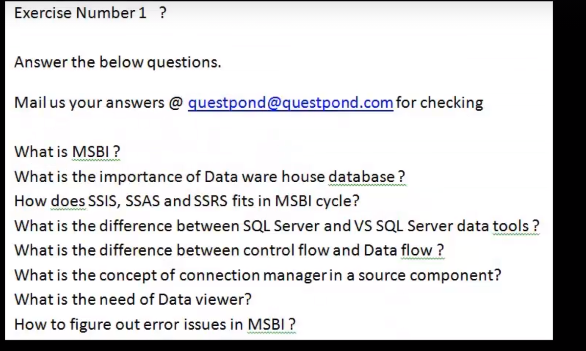 Exercise Number 1 ?
Answer the below questions.
Mail us your answers @ questpond@questpond.com for checking
What is MSBI ?
What is the importance of Data ware house database ?
How does SSIS, SSAS and SSRS fits in MSBI cycle?
What is the difference between SQL Server and VS SQL Server data tools ?
What is the difference between control flow and Data flow ?
What is the concept of connection manager in a source component?
What is the need of Data viewer?
How to figure out error issues in MSBI ?